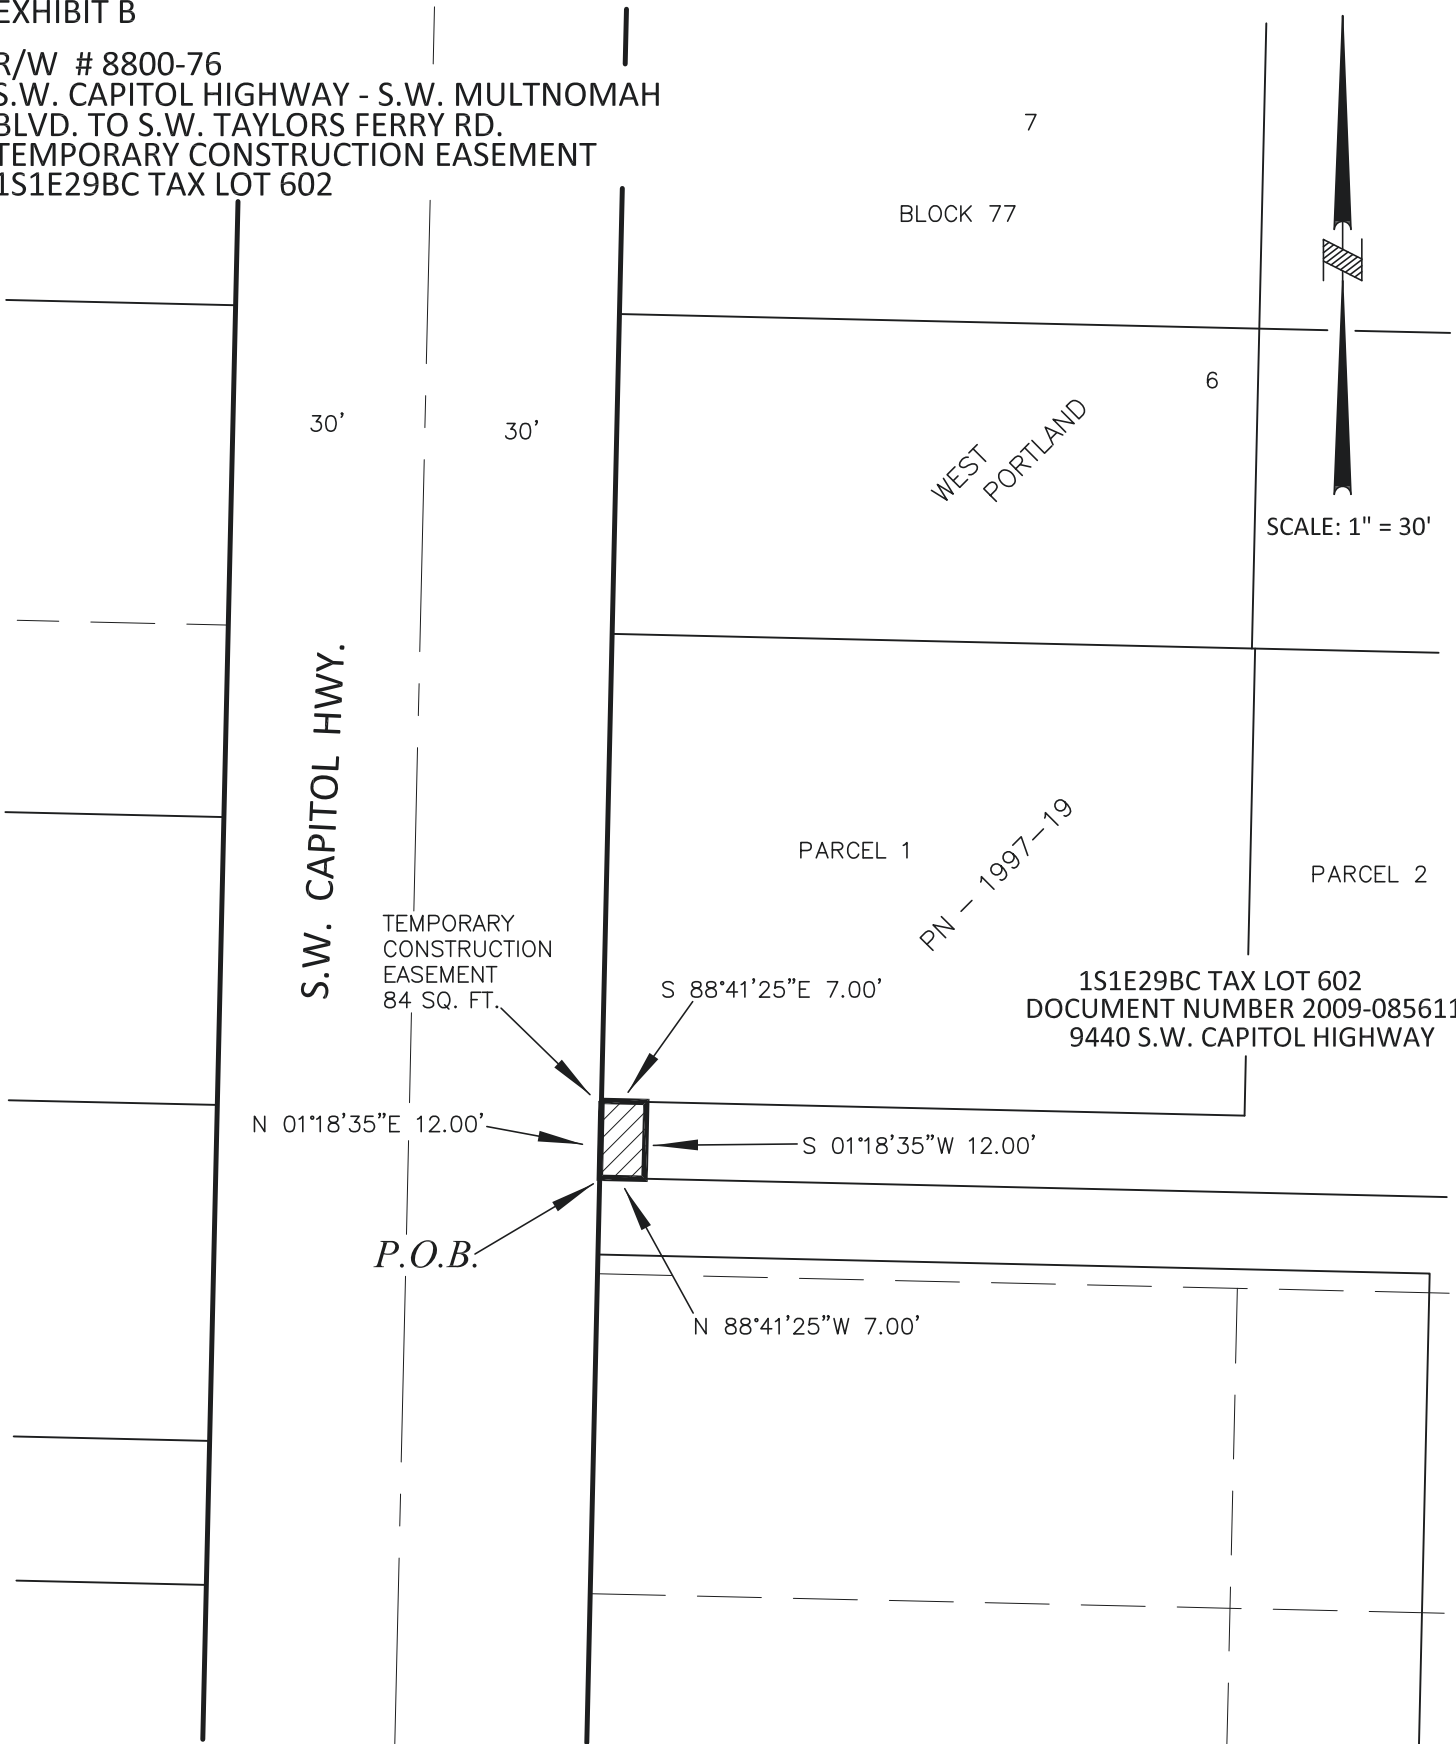 EXHIBIT B
R/W # 8800-76
S.W. CAPITOL HIGHWAY - S.W. MULTNOMAH
BLVD. TO S.W. TAYLORS FERRY RD.
TEMPORARY CONSTRUCTION EASEMENT
1S1E29BC TAX LOT 602
7
BLOCK 77
6
30'
30'
WEST
PORTLAND
SCALE: 1" = 30'
S.W. CAPITOL HWY.
PARCEL 1
PN - 1997-19
PARCEL 2
TEMPORARY
CONSTRUCTION
EASEMENT
84 SQ. FT.
S 88°41'25"E 7.00'
1S1E29BC TAX LOT 602
DOCUMENT NUMBER 2009-085611
9440 S.W. CAPITOL HIGHWAY
N 01°18'35"E 12.00'
S 01°18'35"W 12.00'
P.O.B.
N 88°41'25"W 7.00'